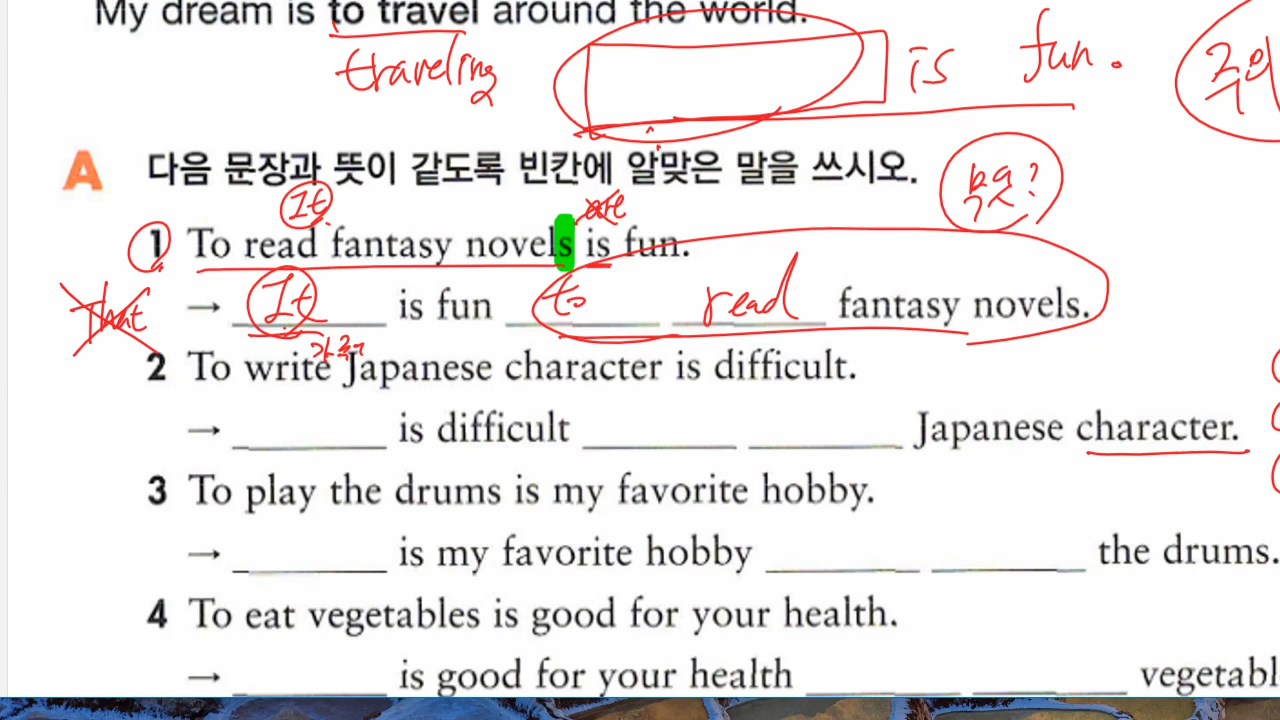 My dream is to travel around the world.
traveling is fun. 주어
A 다음 문장과 뜻이 같도록 빈칸에 알맞은 말을 쓰시오.
It are
1 To read fantasy novels is fun.
That → It is fun to read fantasy novels.
2 To write Japanese character is difficult.
→ is difficult Japanese character.
3 To play the drums is my favorite hobby.
→ is my favorite hobby the drums.
4 To eat vegetables is good for your health.
→ is good for your health vegetabl